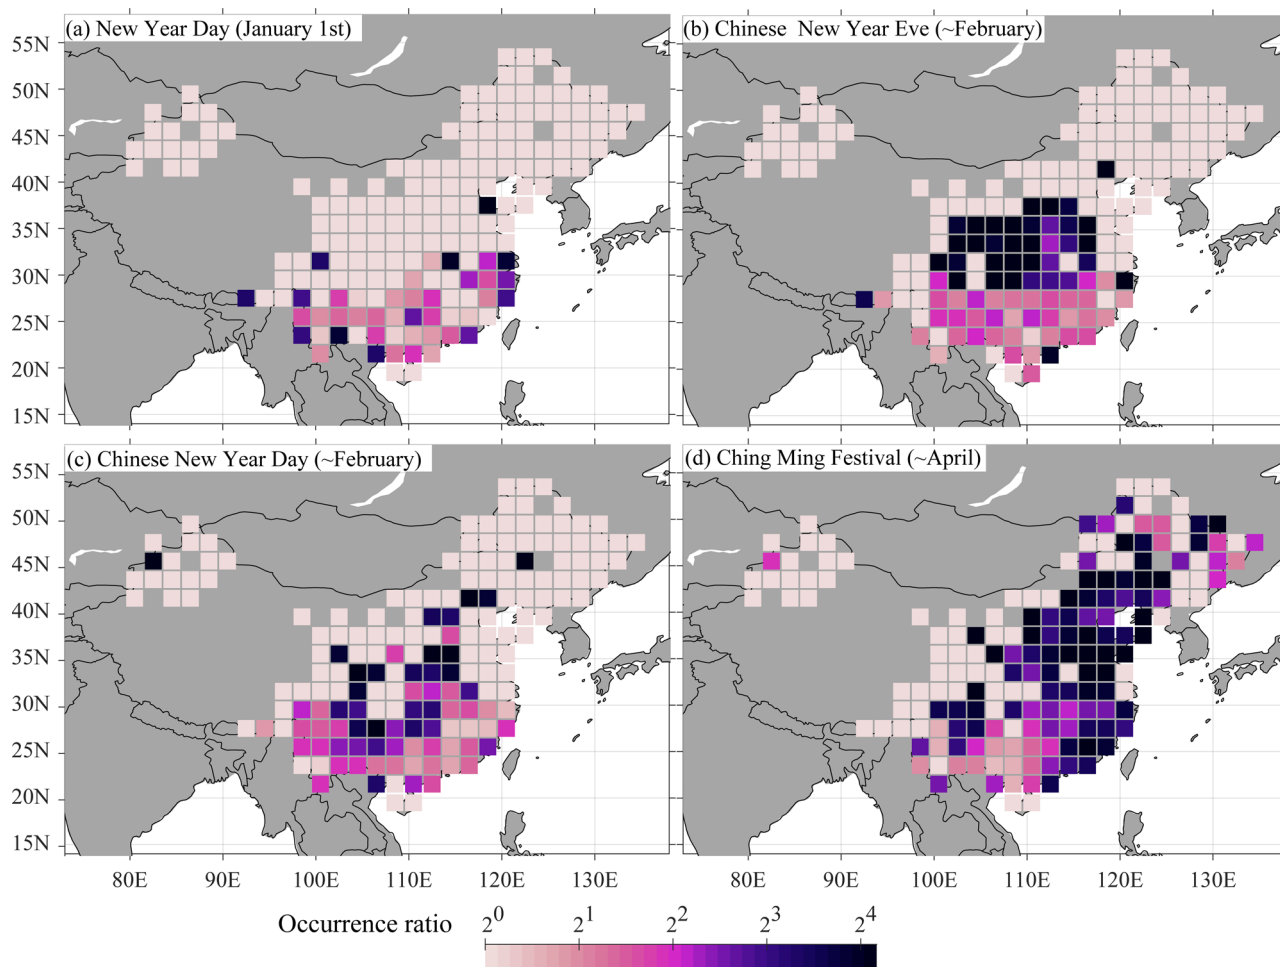 (a) New Year Day (January 1st)
(b) Chinese New Year Eve (~February)
55N
50N
45N
40N
35N
30N
25N
20N
15N
(c) Chinese New Year Day (~February)
(d) Ching Ming Festival (~April)
55N
50N
45N
40N
35N
30N
25N
20N
15N
80E 90E 100E 110E 120E 130E 80E 90E 100E 110E 120E 130E
Occurrence ratio 2^0 2^1 2^2 2^3 2^4